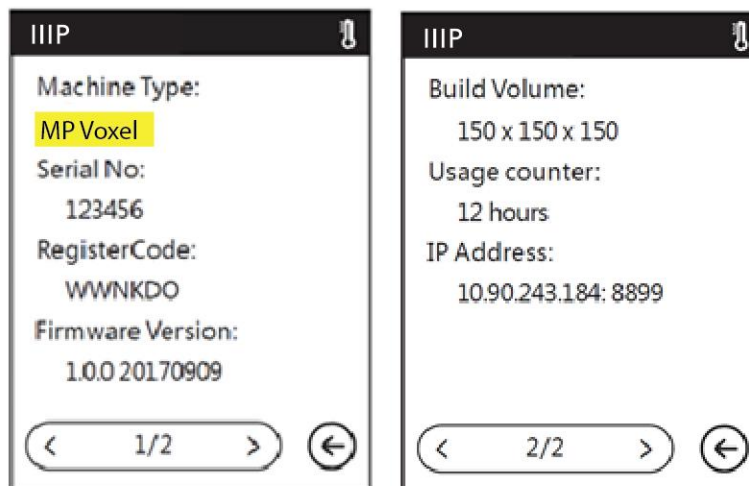 IIIP
Machine Type:
MP Voxel
Serial No:
123456
RegisterCode:
WWNKDO
Firmware Version:
1.0.0 20170909
1/2
IIIP
Build Volume:
150 x 150 x 150
Usage counter:
12 hours
IP Address:
10.90.243.184: 8899
2/2